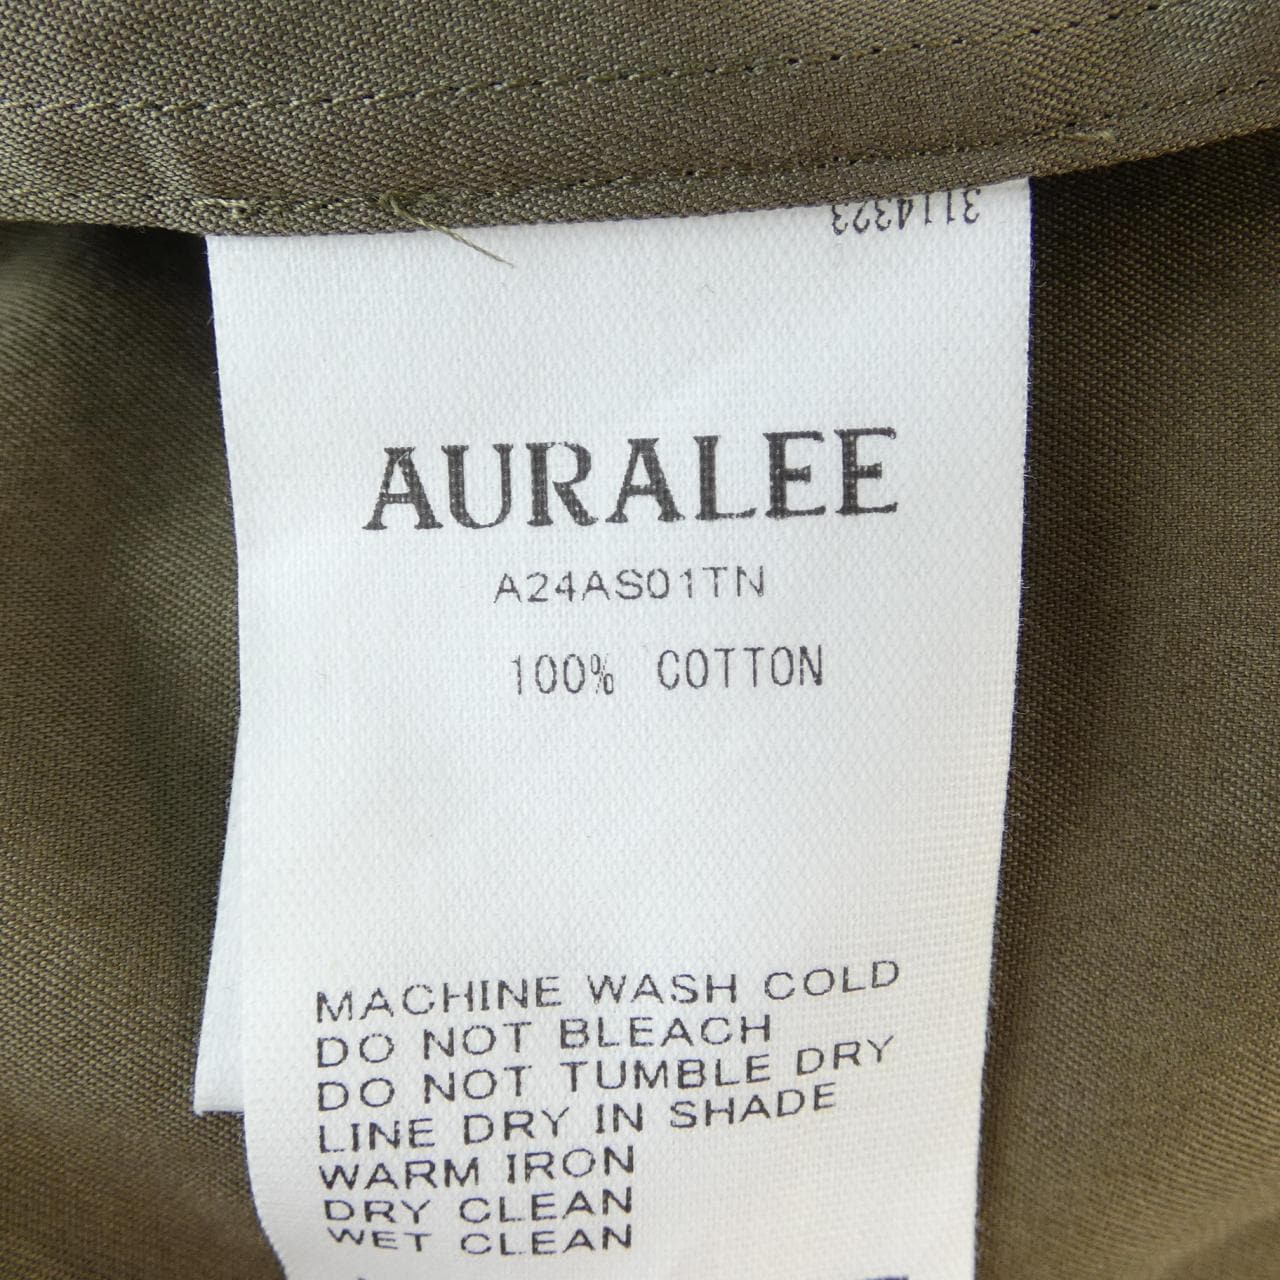 3114323
AURALEE
A24AS01TN
100% COTTON
MACHINE WASH COLD
DO NOT BLEACH
DO NOT TUMBLE DRY
LINE DRY IN SHADE
WARM IRON
DRY CLEAN
WET CLEAN